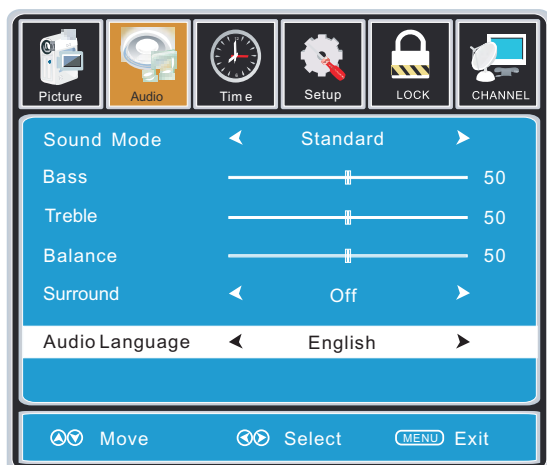 Picture Audio Time Setup LOCK CHANNEL
Sound Mode Standard
Bass 50
Treble 50
Balance 50
Surround Off
Audio Language English
Move Select MENU Exit